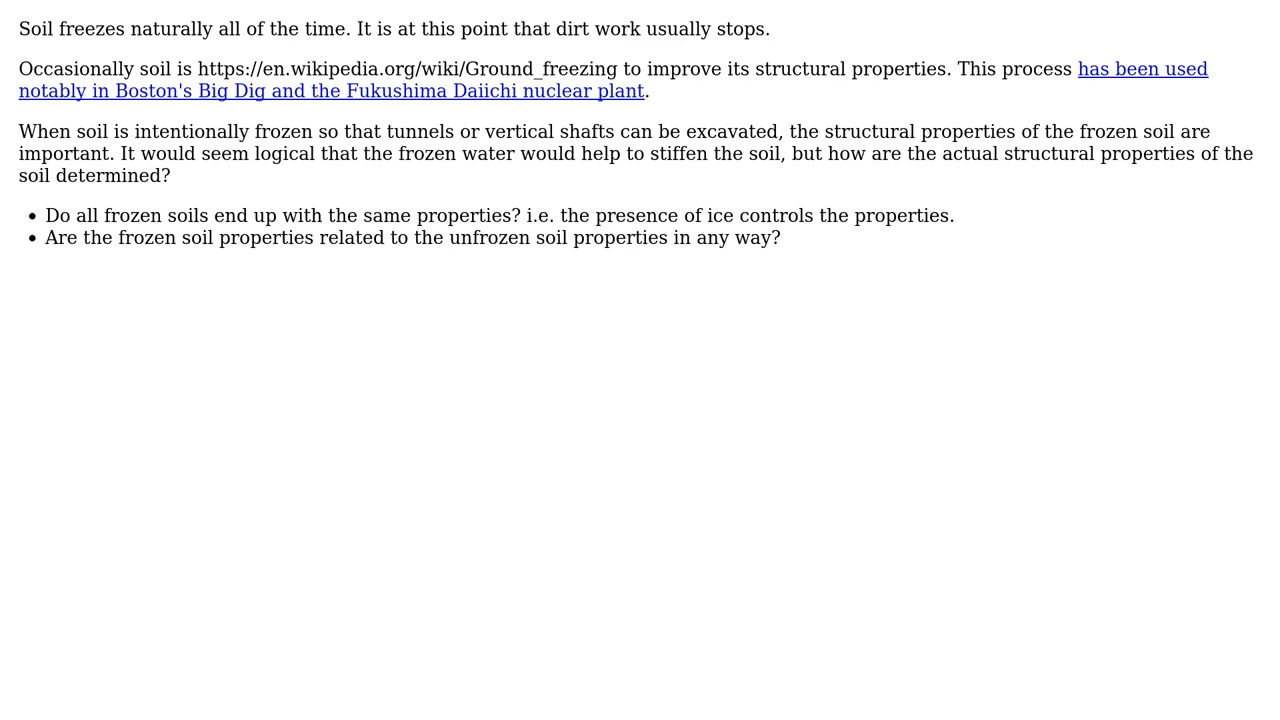 Soil freezes naturally all of the time. It is at this point that dirt work usually stops.
Occasionally soil is https://en.wikipedia.org/wiki/Ground_freezing to improve its structural properties. This process has been used
notably in Boston's Big Dig and the Fukushima Daiichi nuclear plant.
When soil is intentionally frozen so that tunnels or vertical shafts can be excavated, the structural properties of the frozen soil are
important. It would seem logical that the frozen water would help to stiffen the soil, but how are the actual structural properties of the
soil determined?
• Do all frozen soils end up with the same properties? i.e. the presence of ice controls the properties.
• Are the frozen soil properties related to the unfrozen soil properties in any way?